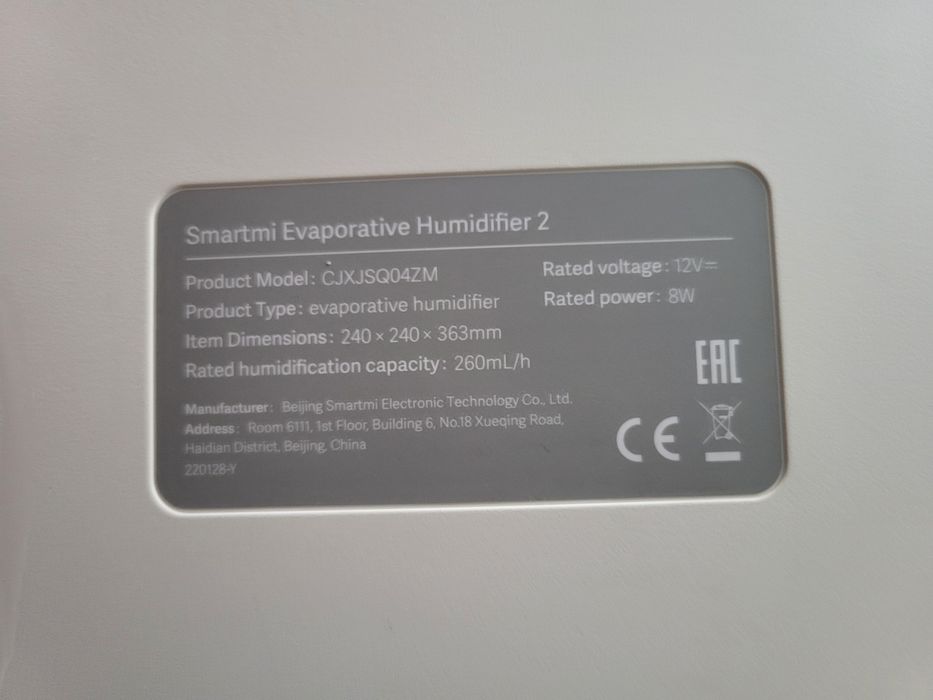 Smartmi Evaporative Humidifier 2
Product Model: CJXJSQ04ZM
Rated voltage: 12V⎓
Product Type: evaporative humidifier
Rated power: 8W
Item Dimensions: 240 × 240 × 363mm
Rated humidification capacity: 260mL/h
EAC
Manufacturer: Beijing Smartmi Electronic Technology Co., Ltd.
Address: Room 6111, 1st Floor, Building 6, No.18 Xueqing Road,
Haidian District, Beijing, China
CE
220128-Y